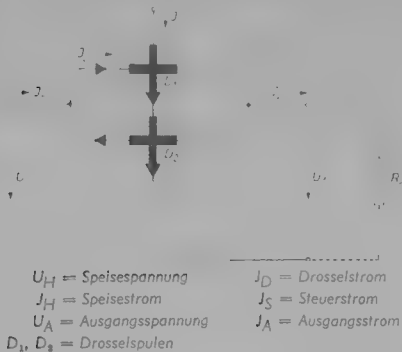 J
U
U_H = Speisespannung
J_H = Speisestrom
U_A = Ausgangsspannung
D_1, D_2 = Drosselspulen
J_D = Drosselstrom
J_S = Steuerstrom
J_A = Ausgangsstrom